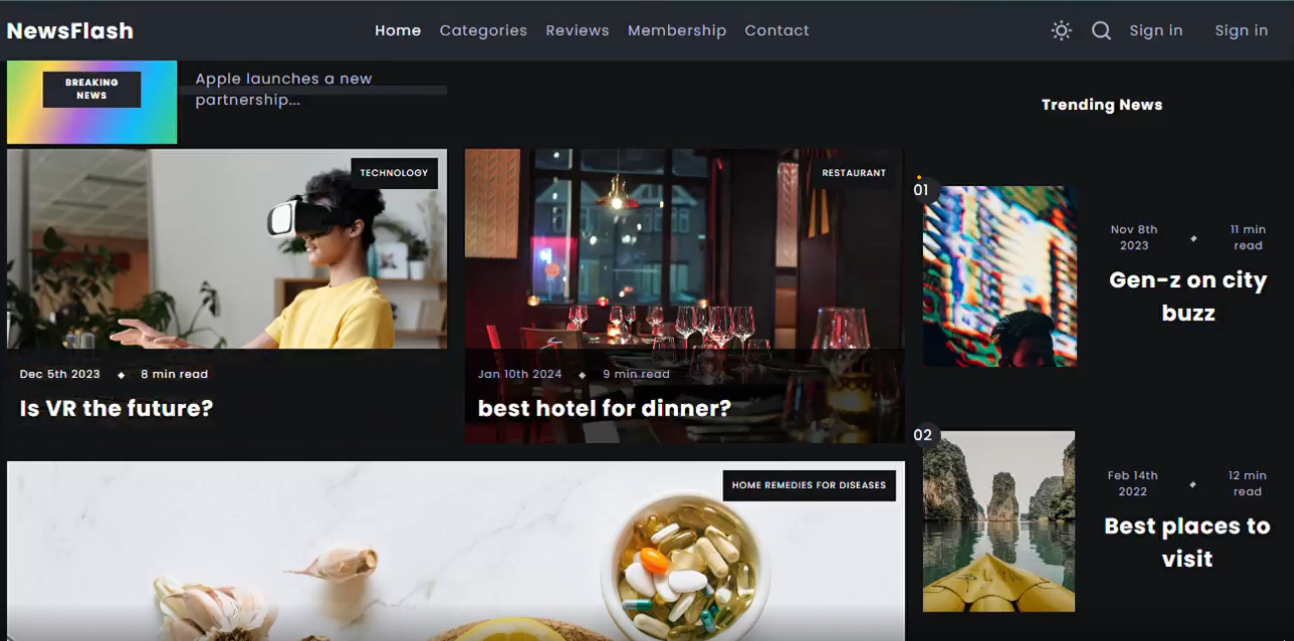 NewsFlash
Home Categories Reviews Membership Contact
Sign in Sign in
BREAKING
NEWS
Apple launches a new
partnership...
Trending News
TECHNOLOGY
Dec 5th 2023 ◆ 8 min read
Is VR the future?
RESTAURANT
Jan 10th 2024 ◆ 9 min read
best hotel for dinner?
HOME REMEDIES FOR DISEASES
01
Nov 8th
2023
◆
11 min
read
Gen-z on city
buzz
02
Feb 14th
2022
◆
12 min
read
Best places to
visit